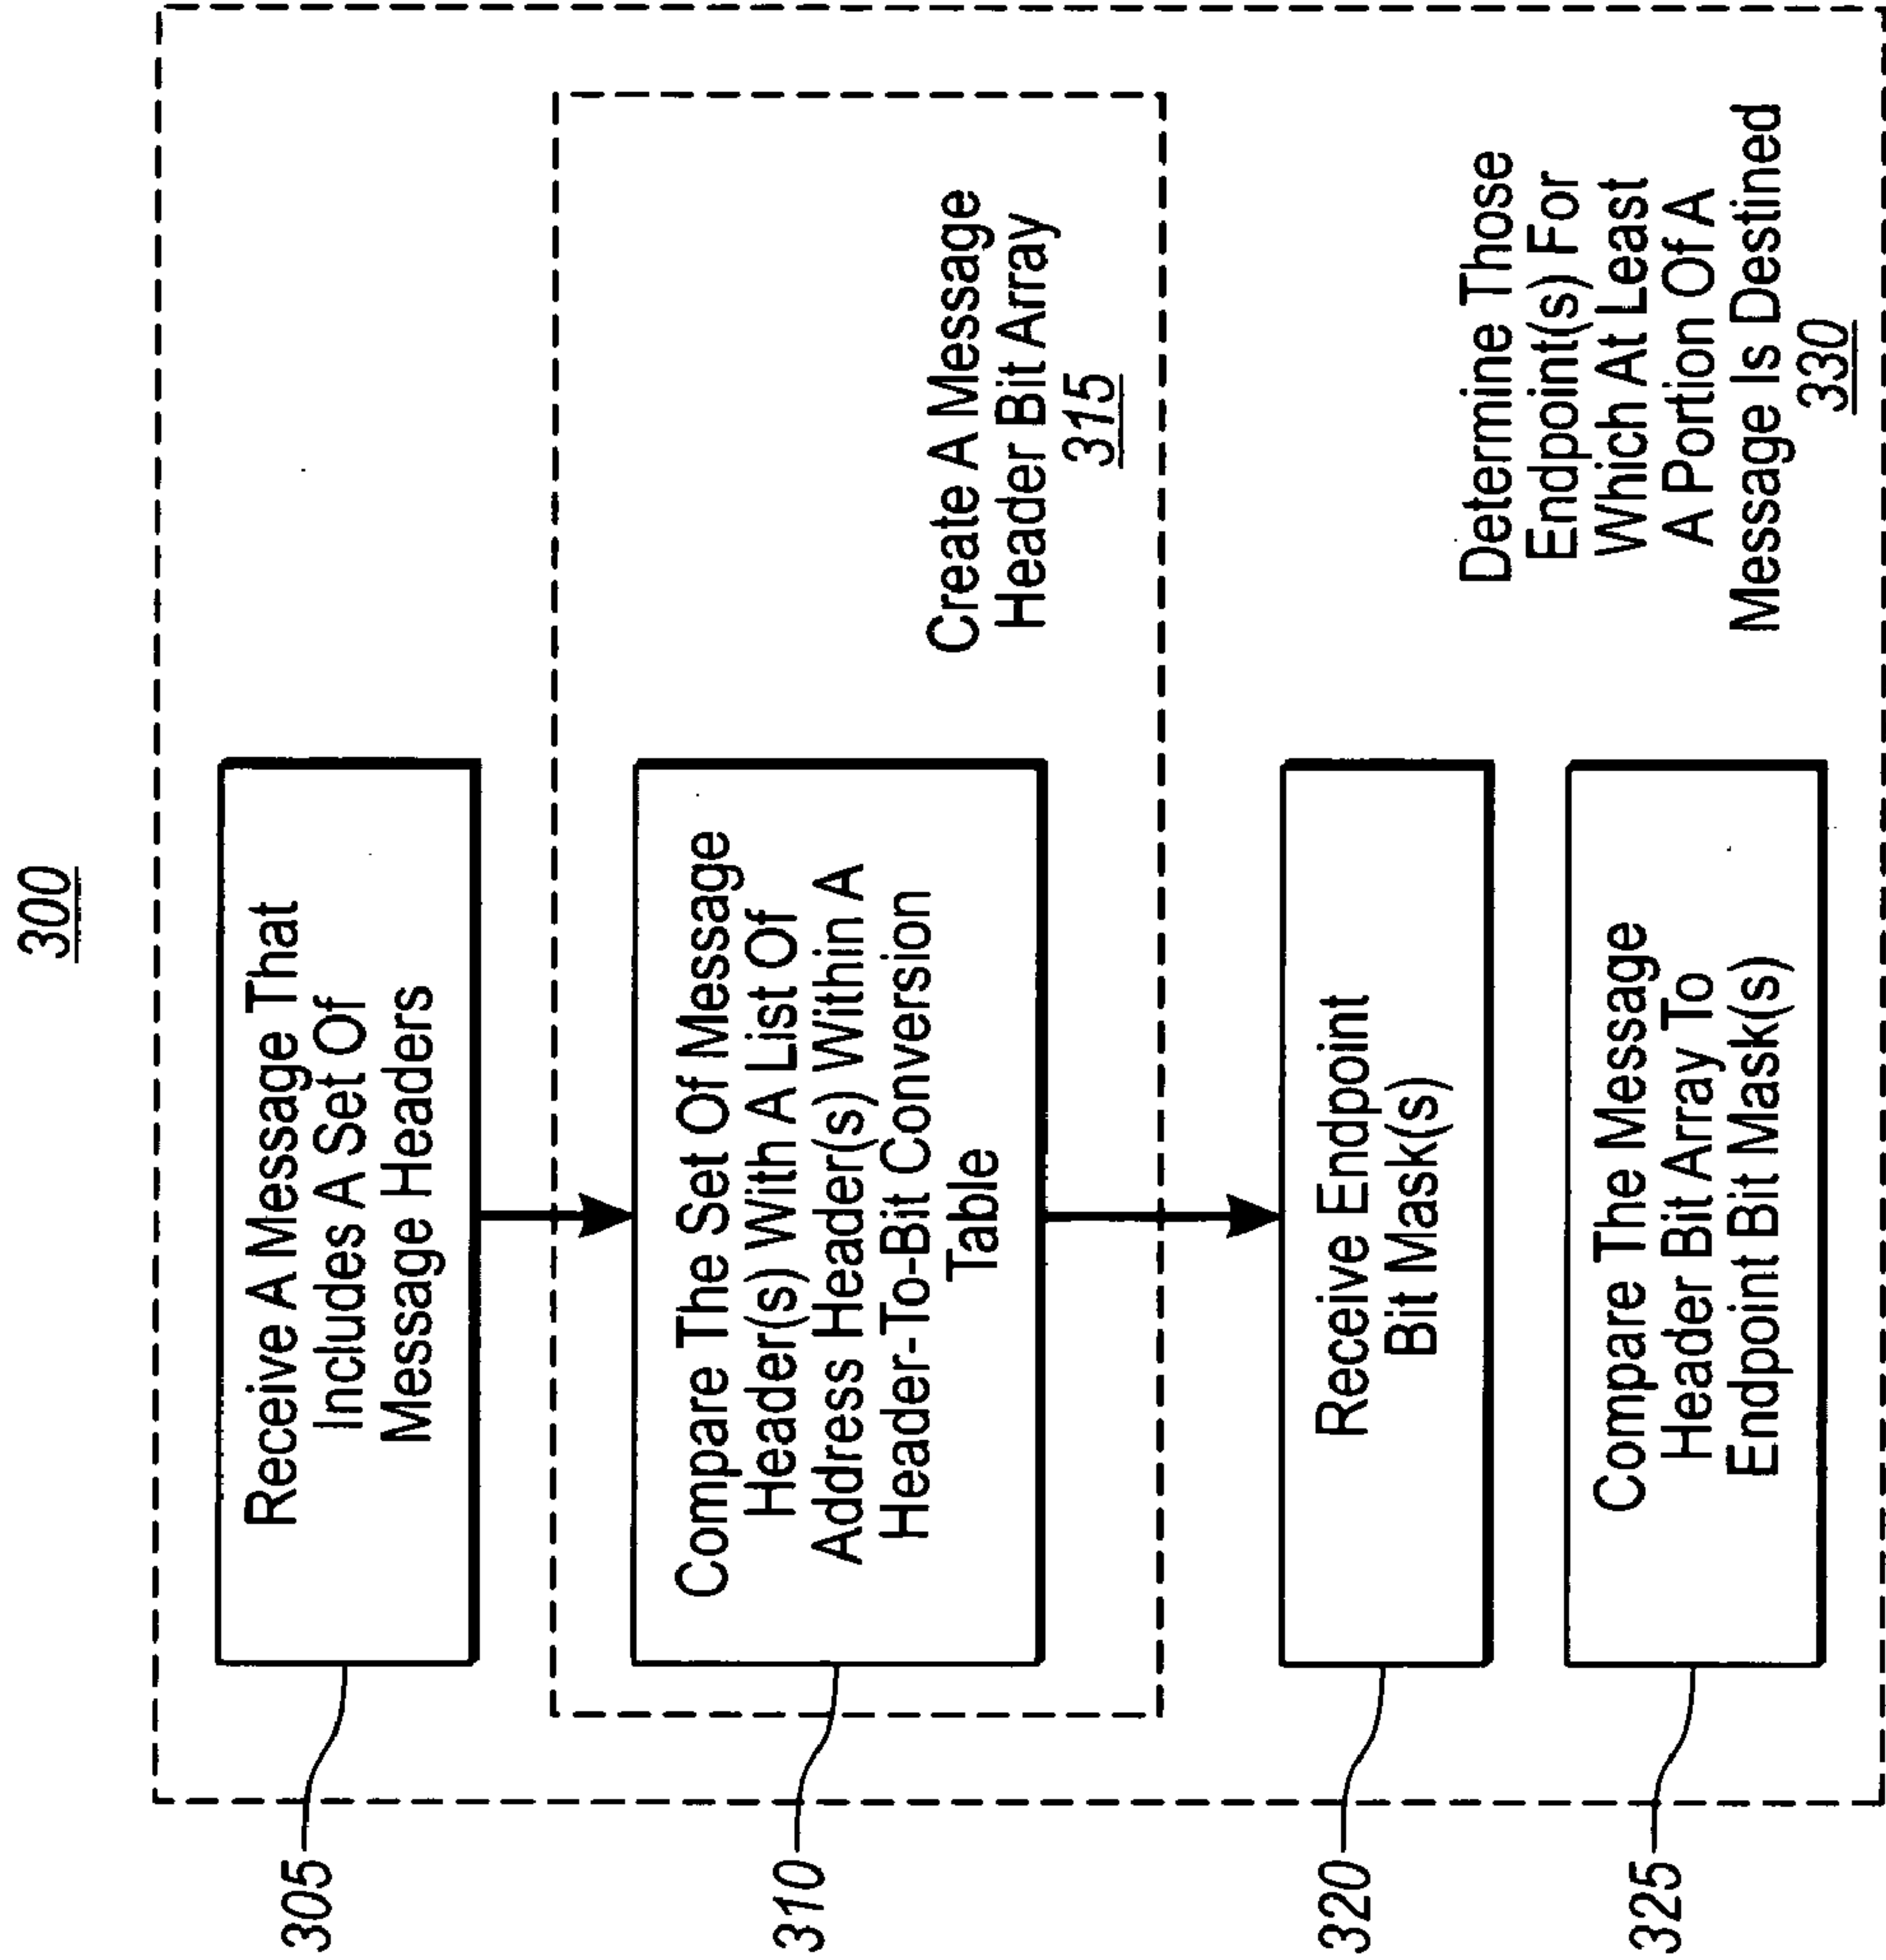 300
305
Receive A Message That
Includes A Set Of
Message Headers
310
Compare The Set Of Message
Header(s) With A List Of
Address Header(s) Within A
Header-To-Bit Conversion
Table
Create A Message
Header Bit Array
315
320
Receive Endpoint
Bit Mask(s)
325
Compare The Message
Header Bit Array To
Endpoint Bit Mask(s)
Determine Those
Endpoint(s) For
Which At Least
A Portion Of A
Message Is Destined
330